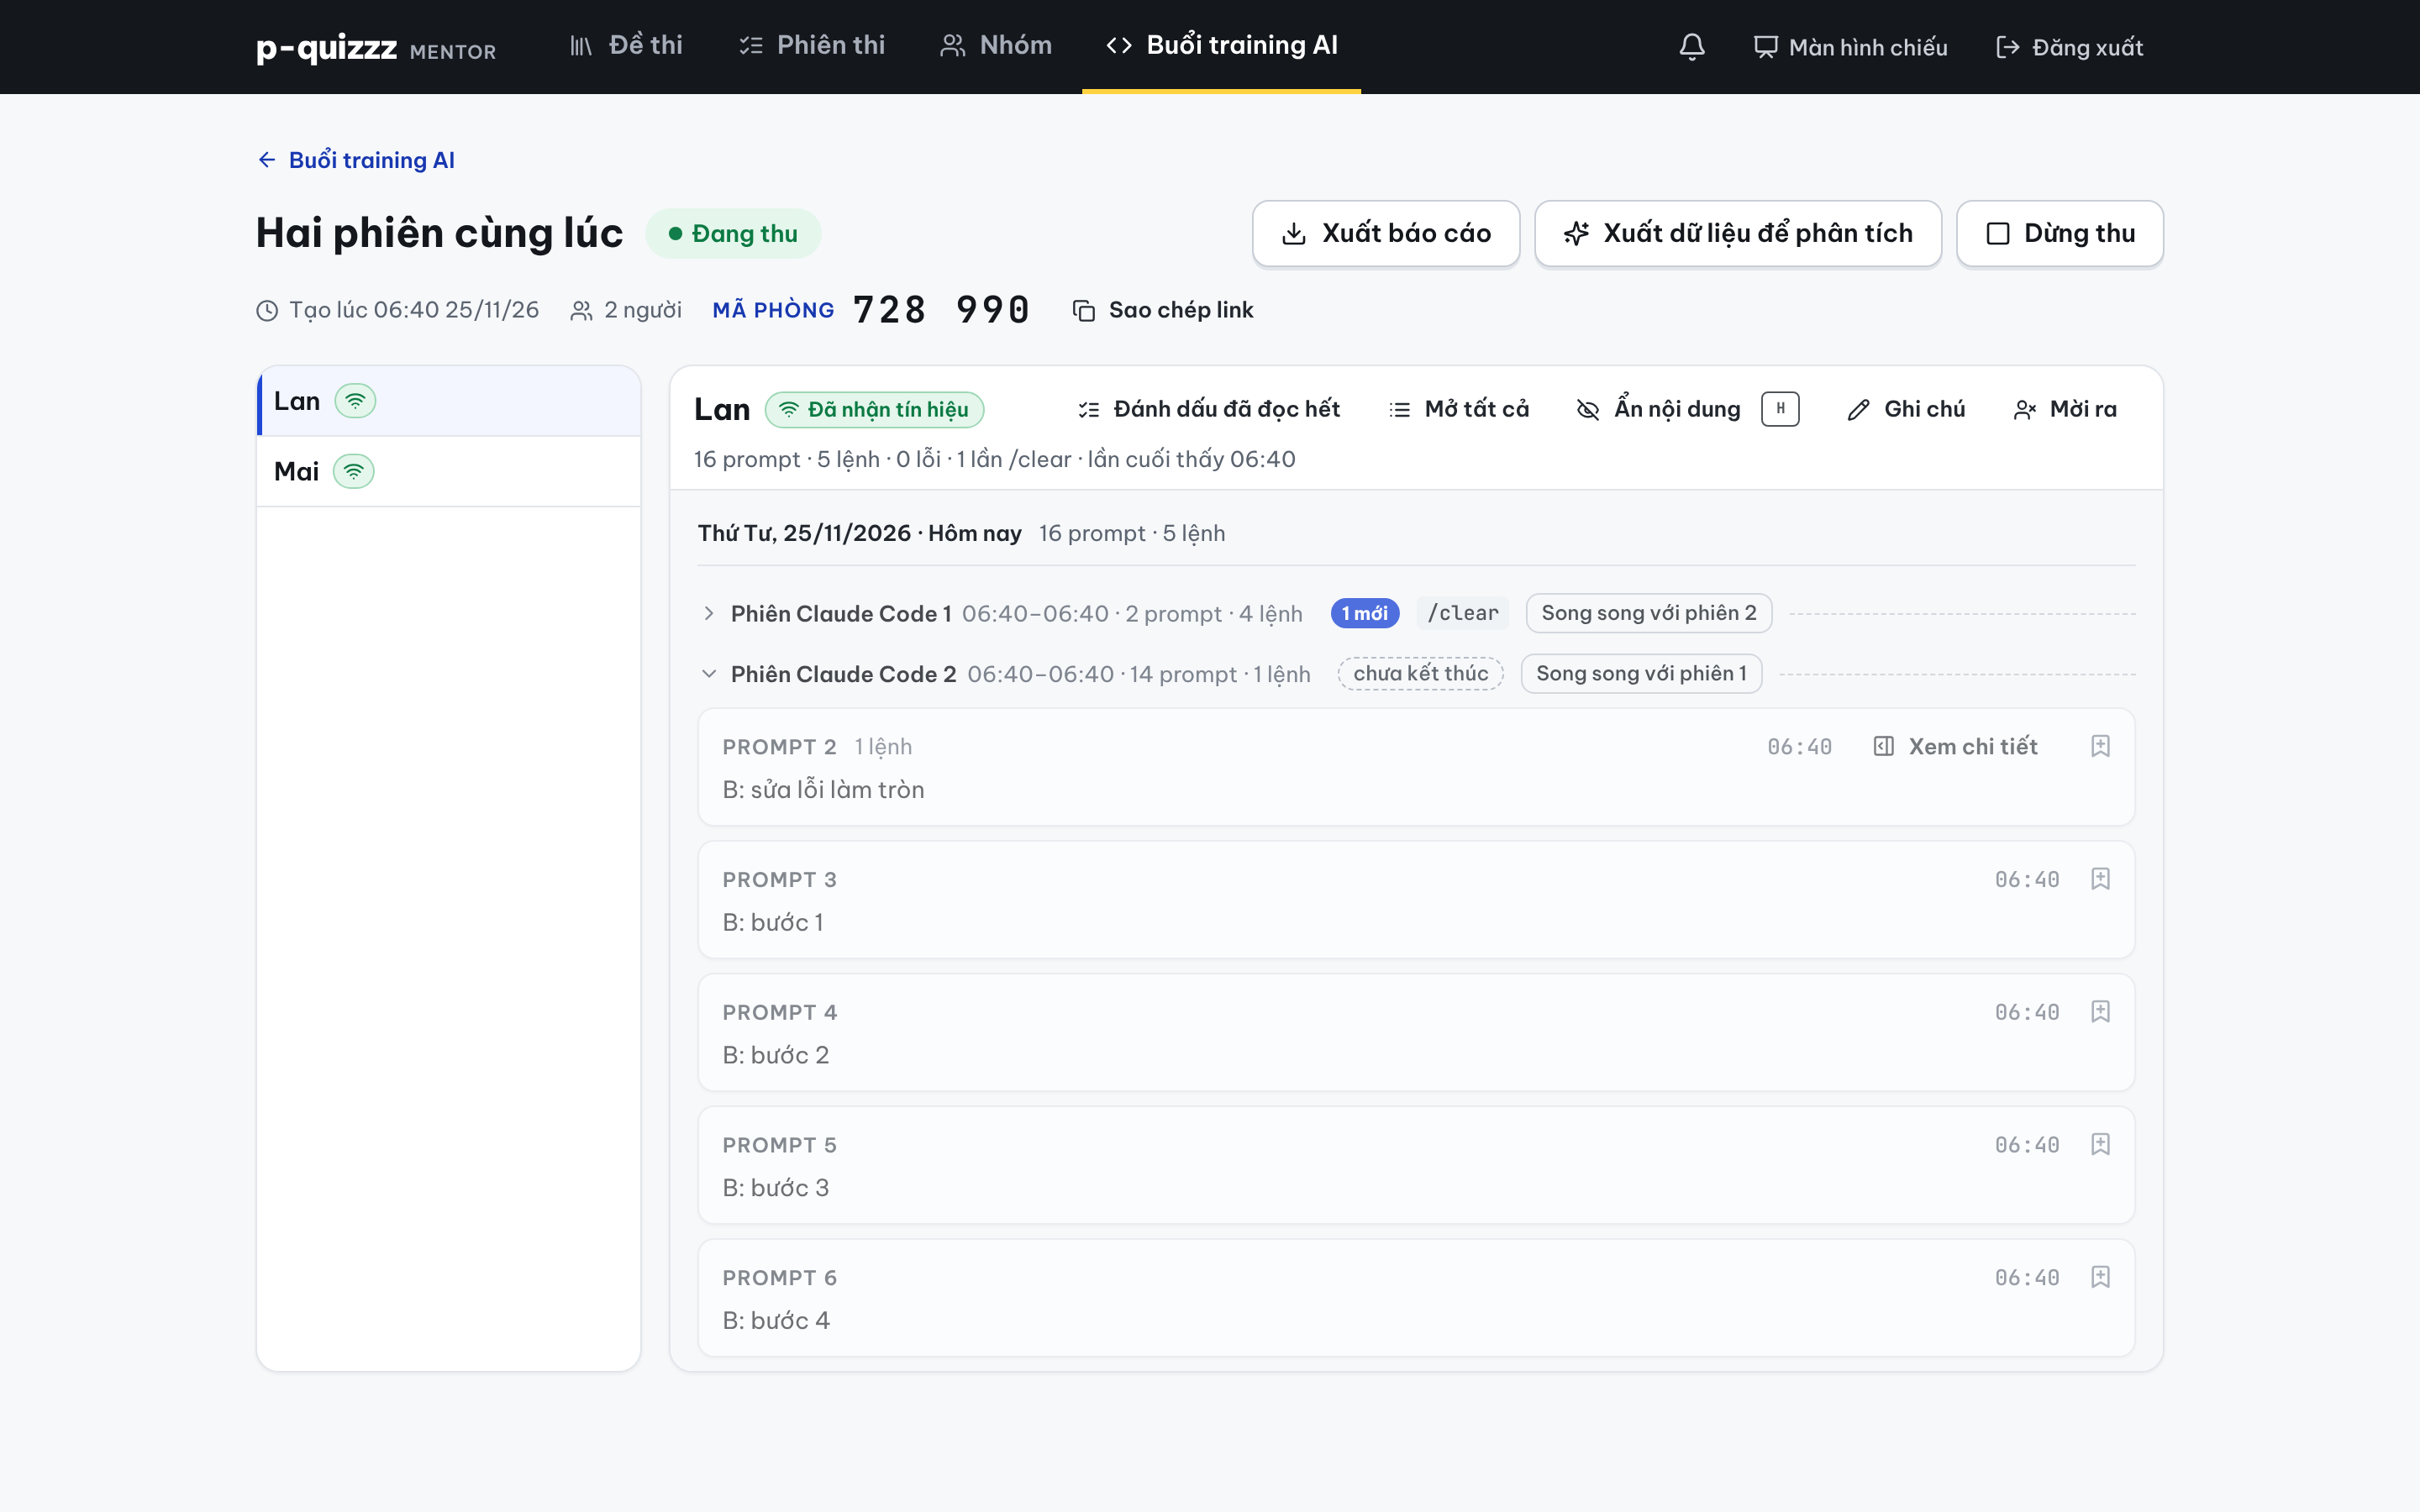 p-quizzz MENTOR Đề thi Phiên thi Nhóm Buổi training AI Màn hình chiếu Đăng xuất
Buổi training AI
Hai phiên cùng lúc Đang thu Xuất báo cáo Xuất dữ liệu để phân tích Dừng thu
Tạo lúc 06:40 25/11/26 2 người MÃ PHÒNG 728 990 Sao chép link
Lan
Mai
Lan Đã nhận tín hiệu Đánh dấu đã đọc hết Mở tất cả Ẩn nội dung H Ghi chú Mời ra
16 prompt · 5 lệnh · 0 lỗi · 1 lần /clear · lần cuối thấy 06:40
Thứ Tư, 25/11/2026 · Hôm nay 16 prompt · 5 lệnh
Phiên Claude Code 1 06:40–06:40 · 2 prompt · 4 lệnh 1 mới /clear Song song với phiên 2
Phiên Claude Code 2 06:40–06:40 · 14 prompt · 1 lệnh chưa kết thúc Song song với phiên 1
PROMPT 2 1 lệnh 06:40 Xem chi tiết
B: sửa lỗi làm tròn
PROMPT 3 06:40
B: bước 1
PROMPT 4 06:40
B: bước 2
PROMPT 5 06:40
B: bước 3
PROMPT 6 06:40
B: bước 4